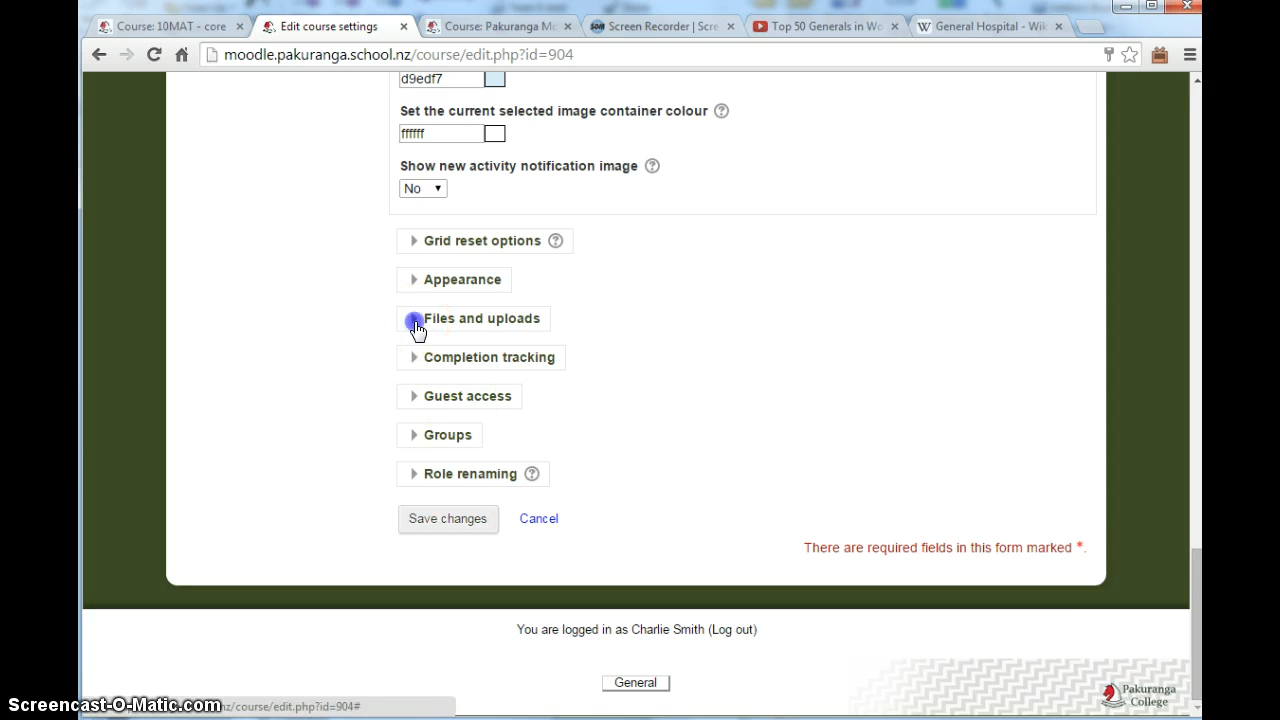 Course: 10MAT - core
Edit course settings
Course: Pakuranga Mo
Screen Recorder | Scre
Top 50 Generals in Wo
General Hospital - Wik
moodle.pakuranga.school.nz/course/edit.php?id=904
d9edf7
Set the current selected image container colour
ffffff
Show new activity notification image
No
Grid reset options
Appearance
Files and uploads
Completion tracking
Guest access
Groups
Role renaming
Save changes Cancel
There are required fields in this form marked *.
You are logged in as Charlie Smith (Log out)
General
Pakuranga
College
Screencast-O-Matic.com
nz/course/edit.php?id=904#